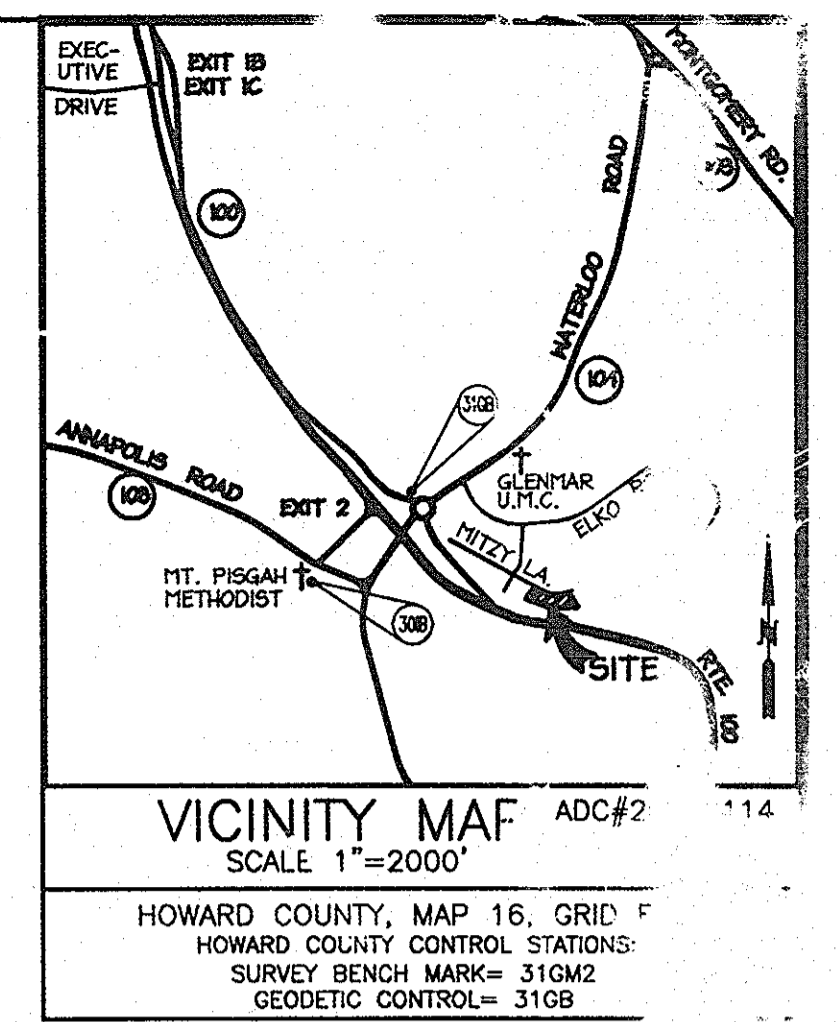 EXEC-
UTIVE
DRIVE
EXIT 1B
EXIT 1C
MONTGOMERY RD.
100
WATERLOO ROAD
104
31GB
ANNAPOLIS ROAD
108
EXIT 2
GLENMAR
U.M.C.
ELKO
MITZY LA.
MT. PISGAH
METHODIST
SITE
RTE. 100
N
VICINITY MAP ADC#2 114
SCALE 1"=2000'
HOWARD COUNTY, MAP 16, GRID
HOWARD COUNTY CONTROL STATIONS:
SURVEY BENCH MARK= 31GM2
GEODETIC CONTROL= 31GB